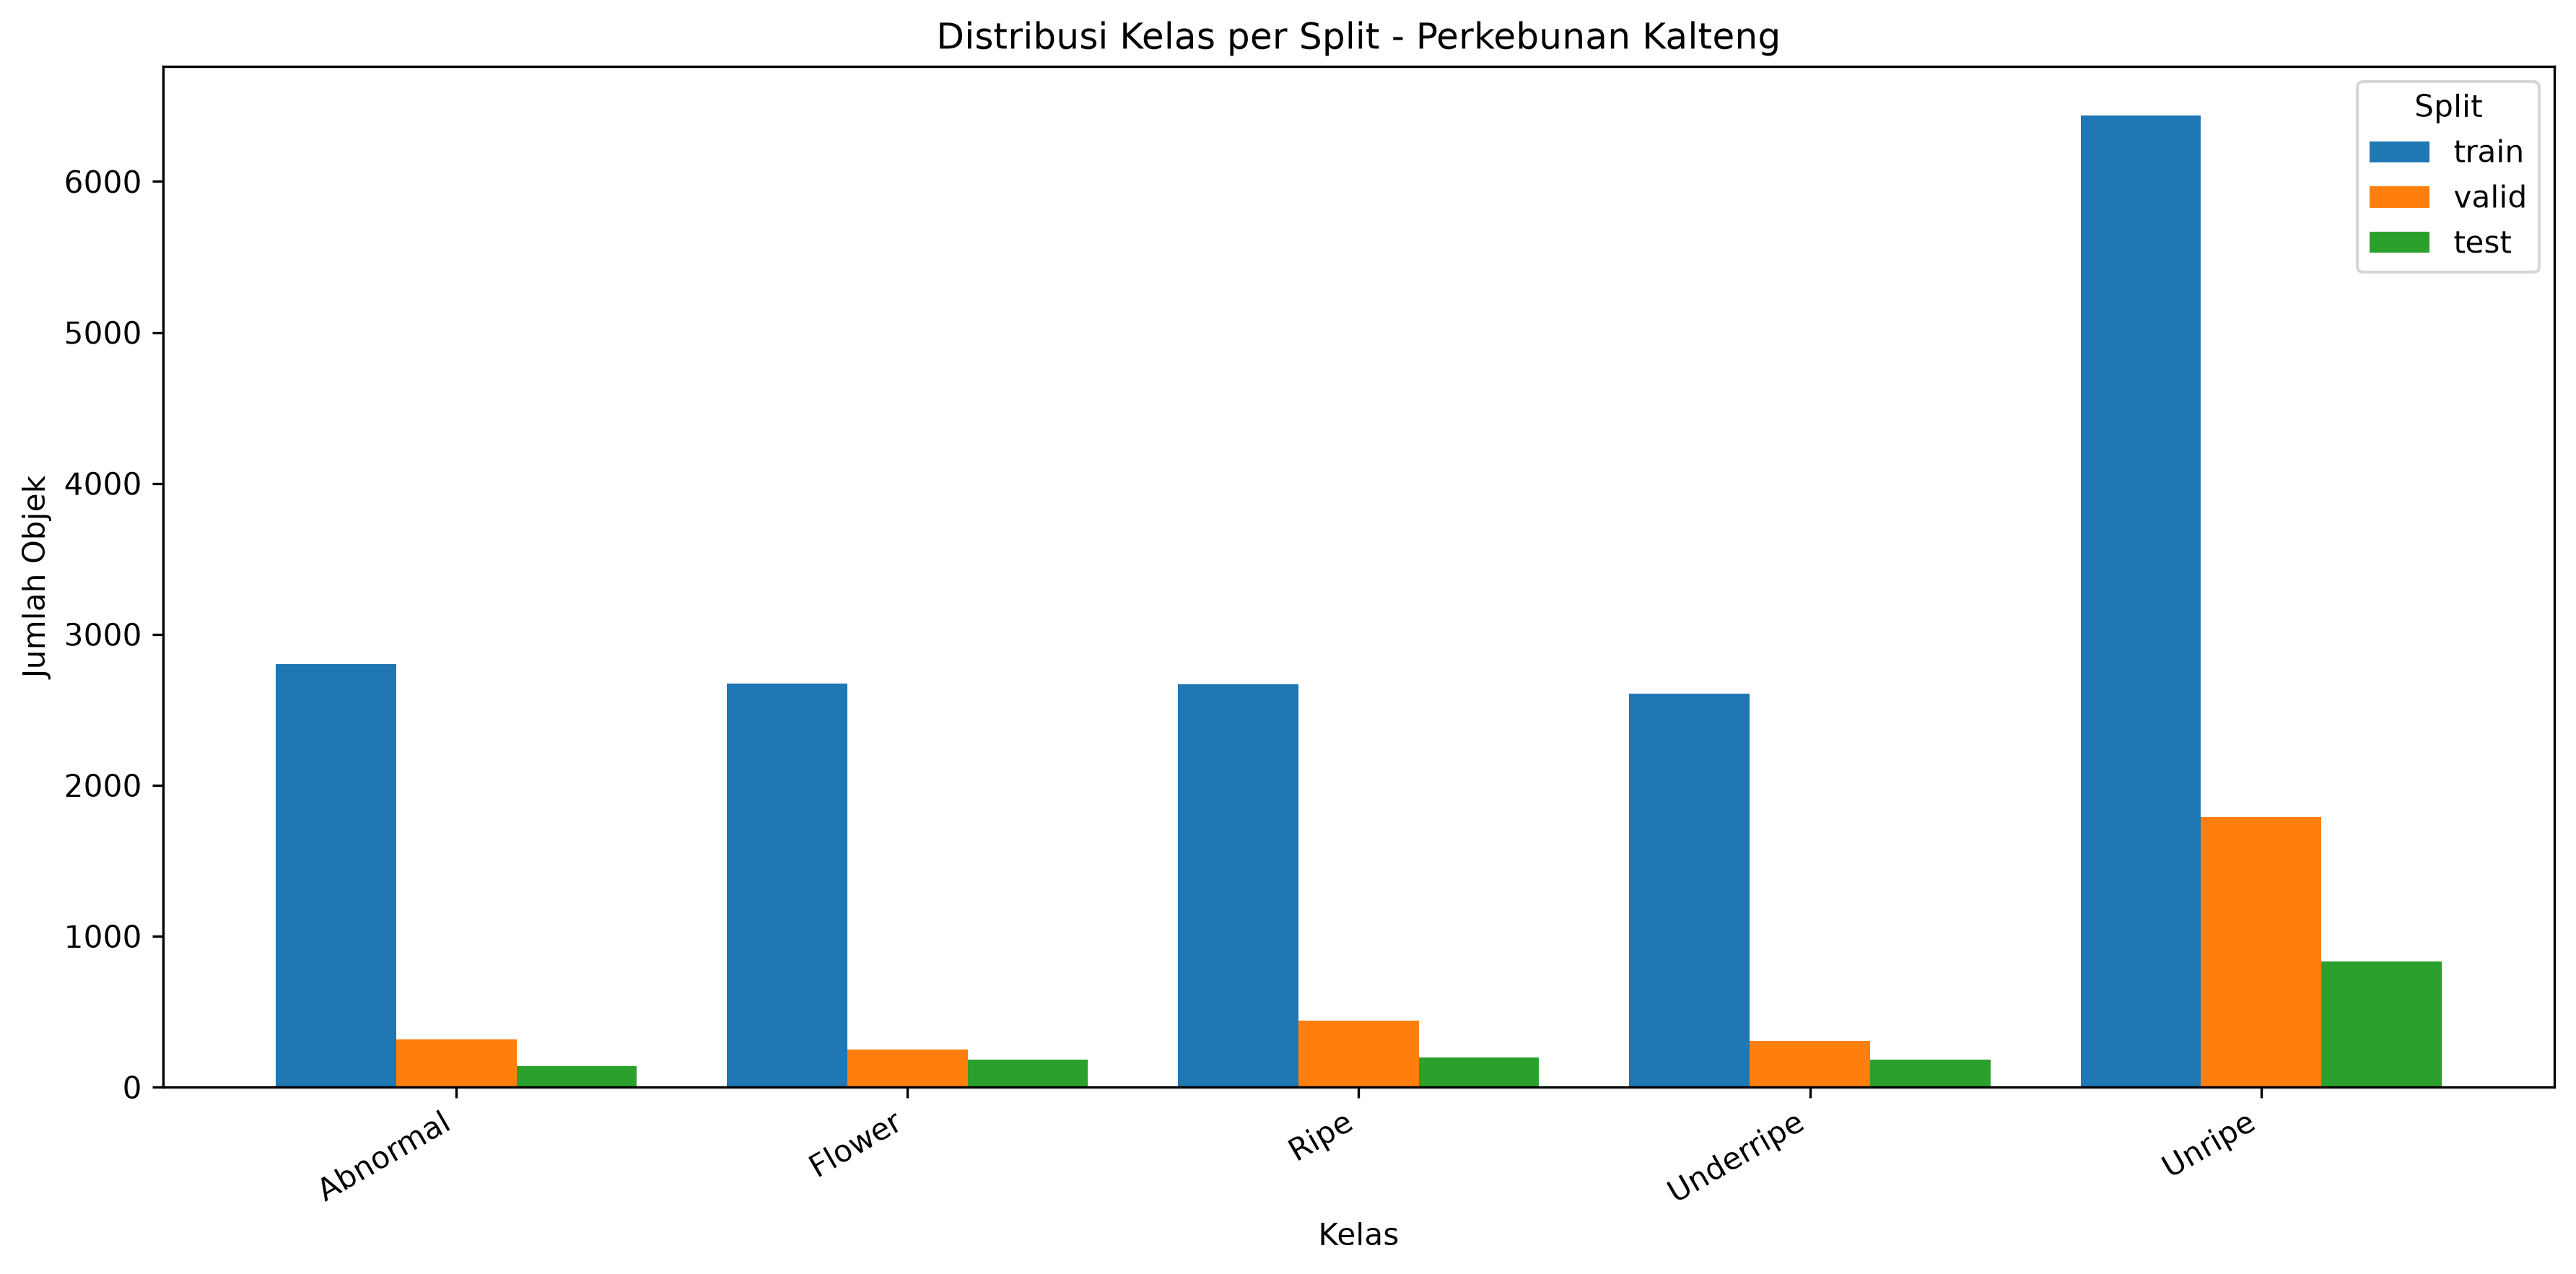 Distribusi Kelas per Split - Perkebunan Kalteng
Split
train
valid
test
6000
5000
4000
3000
2000
1000
0
Jumlah Objek
Abnormal
Flower
Ripe
Underripe
Unripe
Kelas